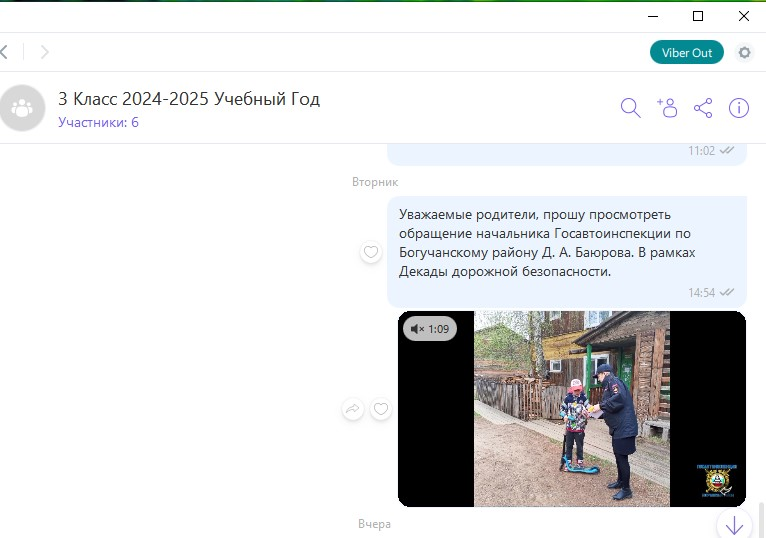 Viber Out
3 Класс 2024-2025 Учебный Год
Участники: 6
11:02
Вторник
Уважаемые родители, прошу просмотреть
обращение начальника Госавтоинспекции по
Богучанскому району Д. А. Баюрова. В рамках
Декады дорожной безопасности.
14:54
1:09
ГОСАВТОИНСПЕКЦИЯ
Вчера